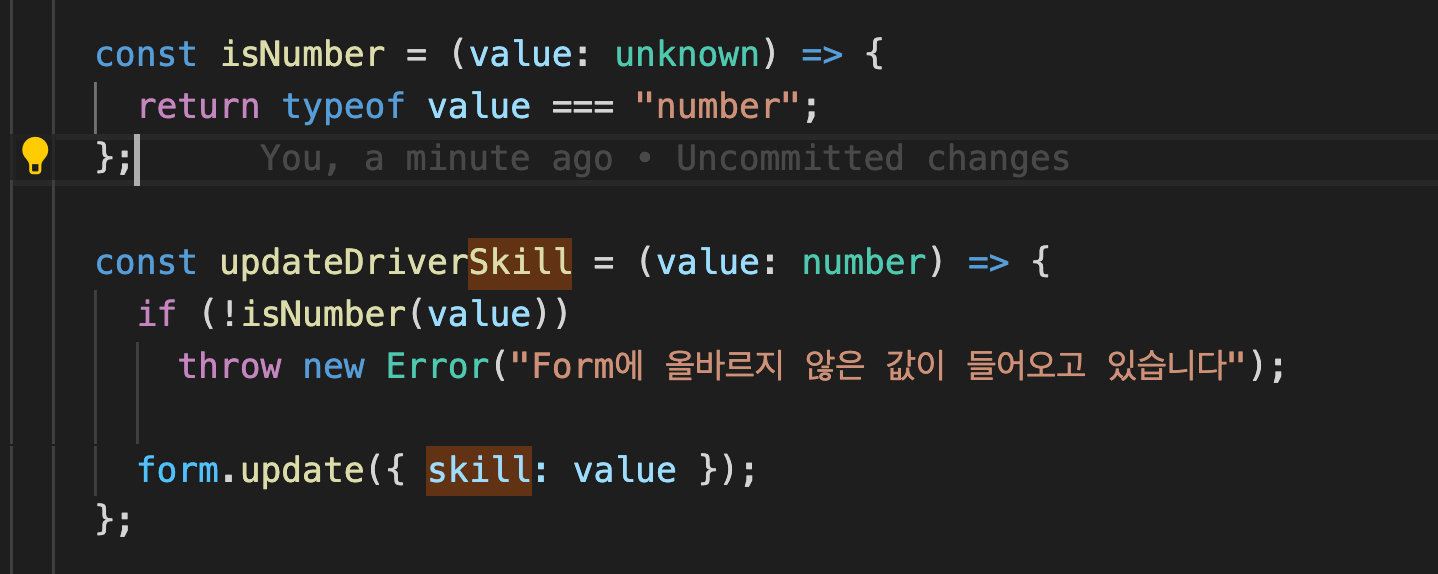 const isNumber = (value: unknown) => {
return typeof value === "number";
}; You, a minute ago • Uncommitted changes
const updateDriverSkill = (value: number) => {
if (!isNumber(value))
throw new Error("Form에 올바르지 않은 값이 들어오고 있습니다");
form.update({ skill: value });
};